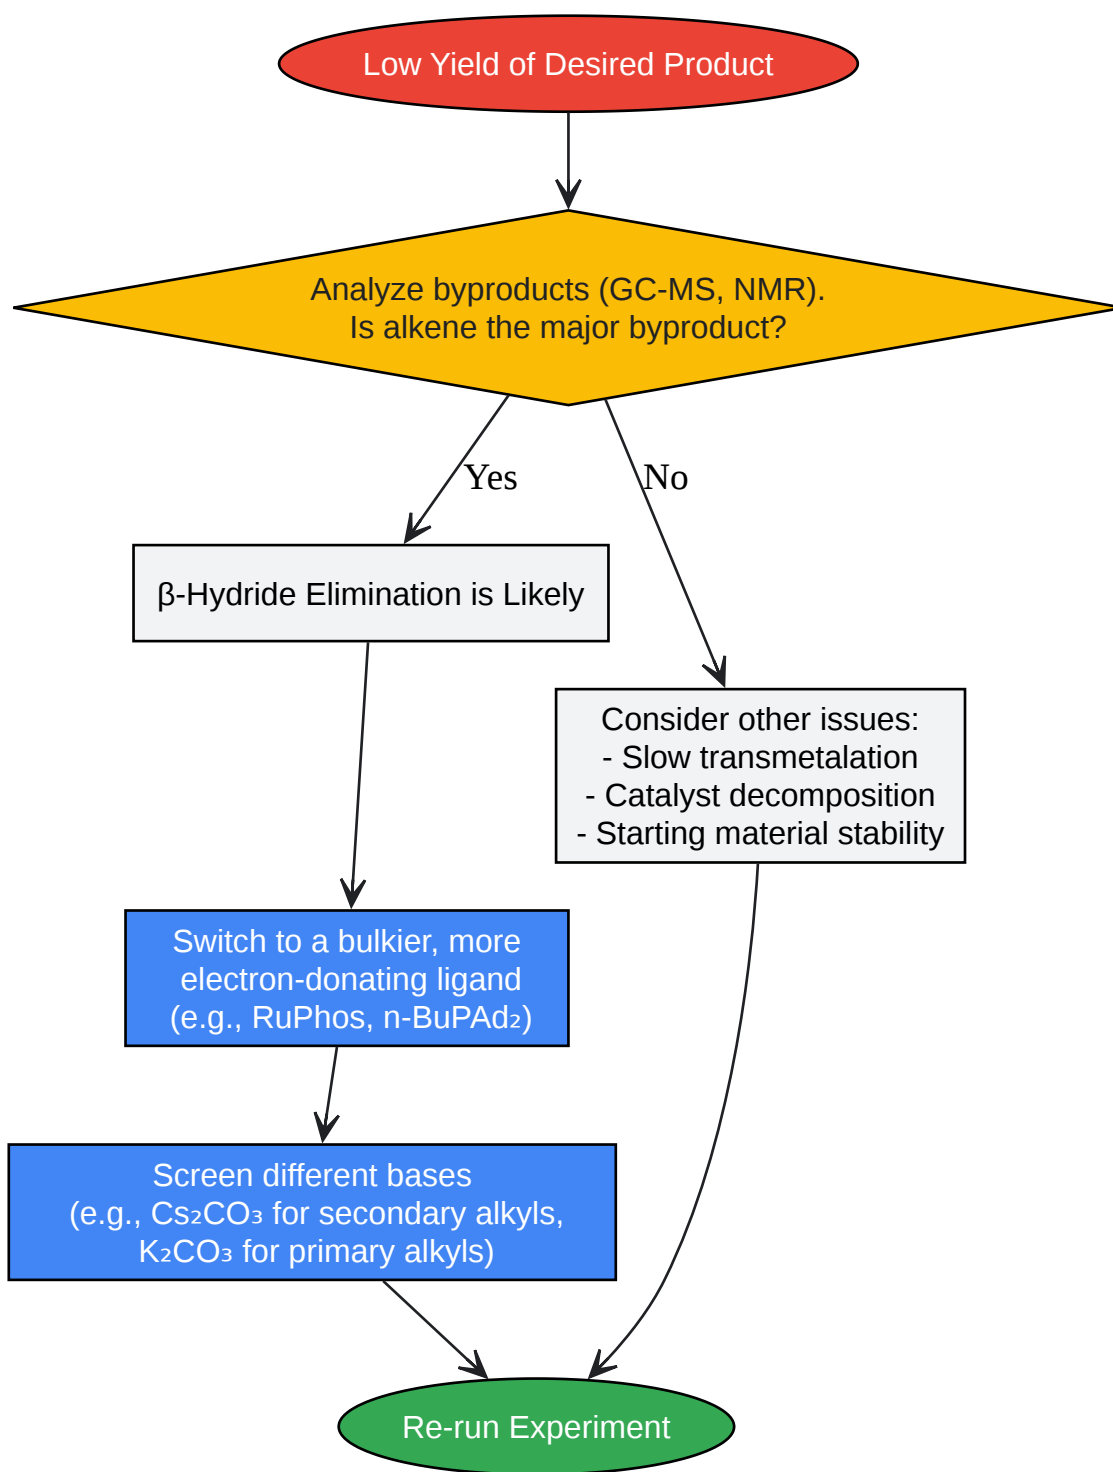 Low Yield of Desired Product
Analyze byproducts (GC-MS, NMR).
Is alkene the major byproduct?
Yes
No
β-Hydride Elimination is Likely
Consider other issues:
- Slow transmetalation
- Catalyst decomposition
- Starting material stability
Switch to a bulkier, more
electron-donating ligand
(e.g., RuPhos, n-BuPAd₂)
Screen different bases
(e.g., Cs₂CO₃ for secondary alkyls,
K₂CO₃ for primary alkyls)
Re-run Experiment